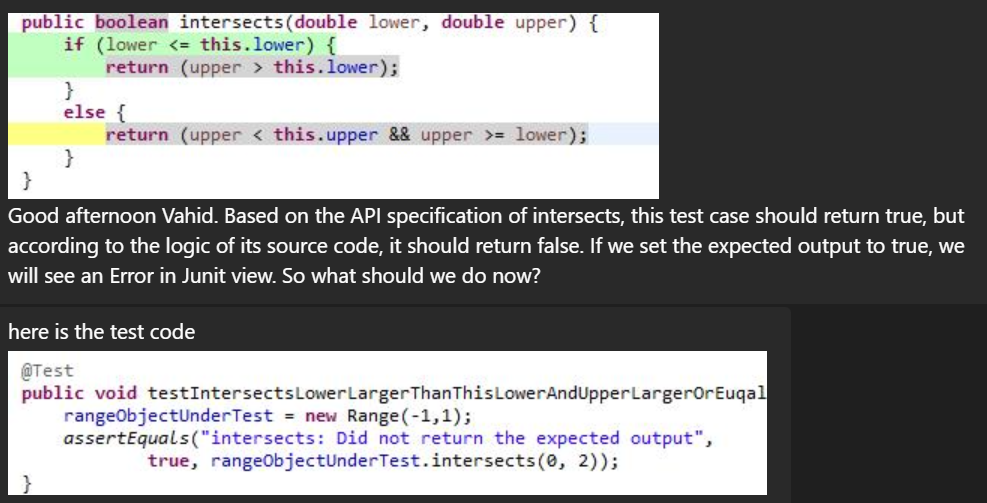 public boolean intersects(double lower, double upper) {
if (lower <= this.lower) {
return (upper > this.lower);
}
else {
return (upper < this.upper && upper >= lower);
}
}
Good afternoon Vahid. Based on the API specification of intersects, this test case should return true, but
according to the logic of its source code, it should return false. If we set the expected output to true, we
will see an Error in Junit view. So what should we do now?
here is the test code
@Test
public void testIntersectsLowerLargerThanThisLowerAndUpperLargerOrEuqal
rangeObjectUnderTest = new Range(-1,1);
assertEquals("intersects: Did not return the expected output",
true, rangeObjectUnderTest.intersects(0, 2));
}